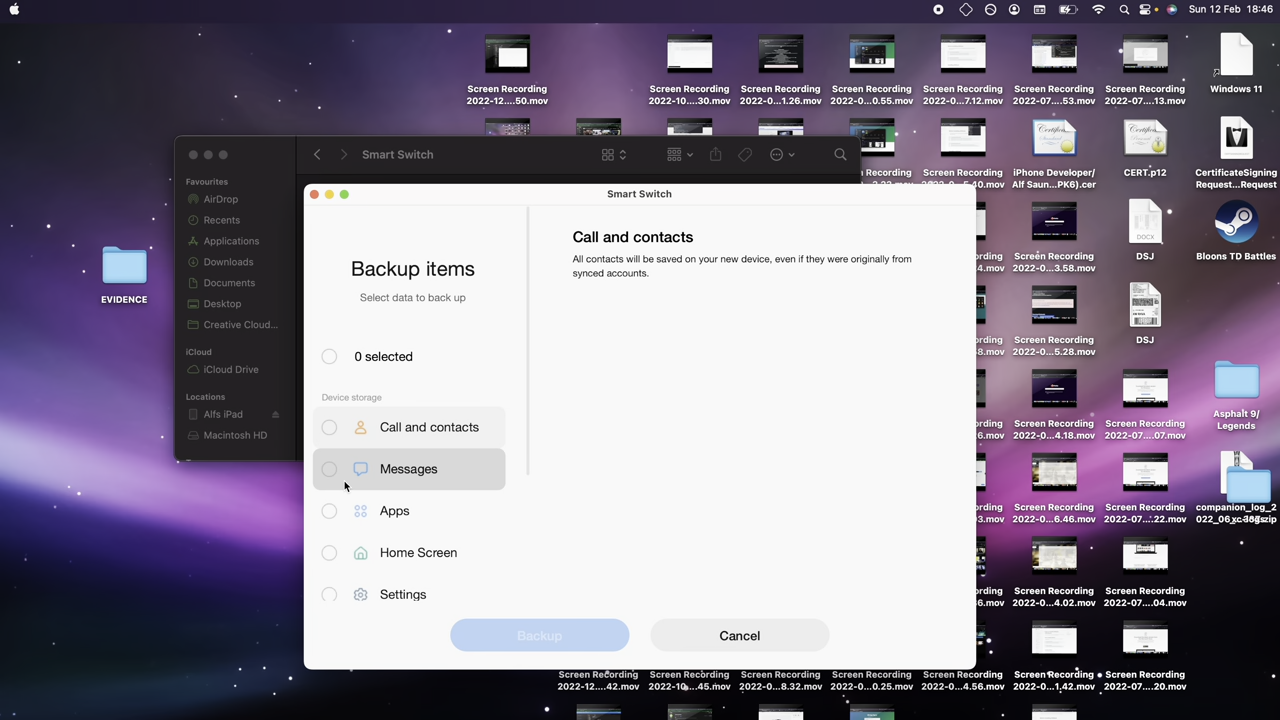 Sun 12 Feb 18:46
Screen Recording
2022-12....50.mov
Screen Recording
2022-10....30.mov
Screen Recording
2022-0...1.26.mov
Screen Recording
2022-0...0.55.mov
Screen Recording
2022-0...7.12.mov
Screen Recording
2022-07....53.mov
Screen Recording
2022-07....13.mov
Windows 11
iPhone Developer/
Alf Saun...PK6).cer
CERT.p12
CertificateSigning
Request...Request
Smart Switch
Favourites
AirDrop
Recents
Applications
Downloads
Documents
Desktop
Creative Cloud...
iCloud
iCloud Drive
Locations
Alfs iPad
Macintosh HD
EVIDENCE
Smart Switch
Backup items
Select data to back up
0 selected
Device storage
Call and contacts
Messages
Apps
Home Screen
Settings
Call and contacts
All contacts will be saved on your new device, even if they were originally from
synced accounts.
Backup
Cancel
Screen Recording
2022-0...3.58.mov
DSJ
DOCX
Bloons TD Battles
Screen Recording
2022-0...5.28.mov
DSJ
Screen Recording
2022-0...4.18.mov
Screen Recording
2022-07....07.mov
Asphalt 9/
Legends
Screen Recording
2022-0...6.46.mov
Screen Recording
2022-07....22.mov
companion_log_2
Screen Recording
2022-0...4.02.mov
Screen Recording
2022-07....04.mov
Screen Recording
2022-12....42.mov
Screen Recording
2022-10....45.mov
Screen Recording
2022-0...8.32.mov
Screen Recording
2022-0...0.25.mov
Screen Recording
2022-0...4.56.mov
Screen Recording
2022-0...1.42.mov
Screen Recording
2022-07....20.mov